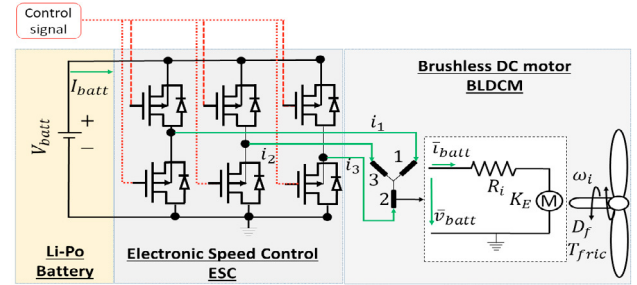 Control
signal
Brushless DC motor
BLDCM
I_batt
V_batt
+
−
i_1
i_2
i_3
1
3
2
i̅_batt
R_i
K_E
M
v̅_batt
ω_i
D_f
T_fric
Li-Po
Battery
Electronic Speed Control
ESC